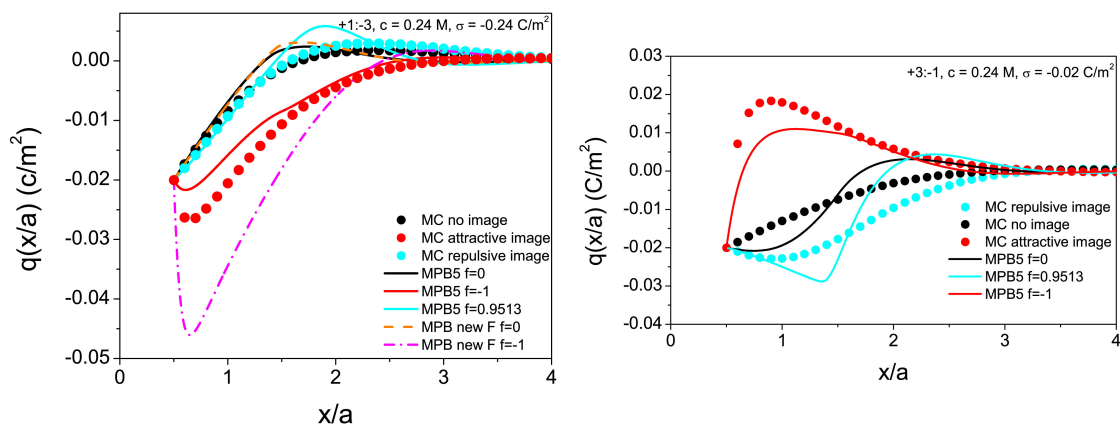 +1:-3, c = 0.24 M, σ = -0.24 C/m²
0.00
-0.01
-0.02
-0.03
-0.04
-0.05
q(x/a) (c/m²)
MC no image
MC attractive image
MC repulsive image
MPB5 f=0
MPB5 f=-1
MPB5 f=0.9513
MPB new F f=0
MPB new F f=-1
0 1 2 3 4
x/a
+3:-1, c = 0.24 M, σ = -0.02 C/m²
0.03
0.02
0.01
0.00
-0.01
-0.02
-0.03
-0.04
q(x/a) (C/m²)
MC repulsive image
MC no image
MC attractive image
MPB5 f=0
MPB5 f=0.9513
MPB5 f=-1
0 1 2 3 4
x/a